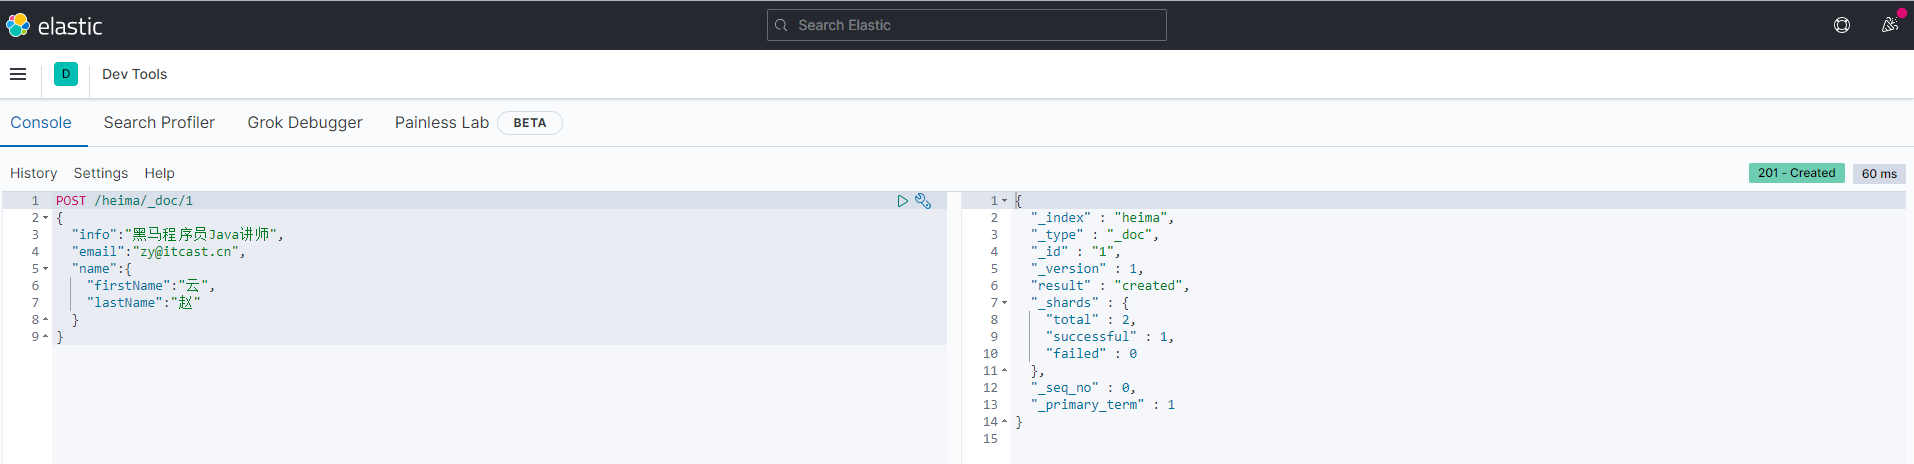 elastic
Search Elastic
D
Dev Tools
Console
Search Profiler
Grok Debugger
Painless Lab
BETA
History
Settings
Help
201 - Created
60 ms
1 POST /heima/_doc/1
2 {
3 "info":"黑马程序员Java讲师",
4 "email":"zy@itcast.cn",
5 "name":{
6 "firstName":"云",
7 "lastName":"赵"
8 }
9 }
1 {
2 "_index" : "heima",
3 "_type" : "_doc",
4 "_id" : "1",
5 "_version" : 1,
6 "result" : "created",
7 "_shards" : {
8 "total" : 2,
9 "successful" : 1,
10 "failed" : 0
11 },
12 "_seq_no" : 0,
13 "_primary_term" : 1
14 }
15